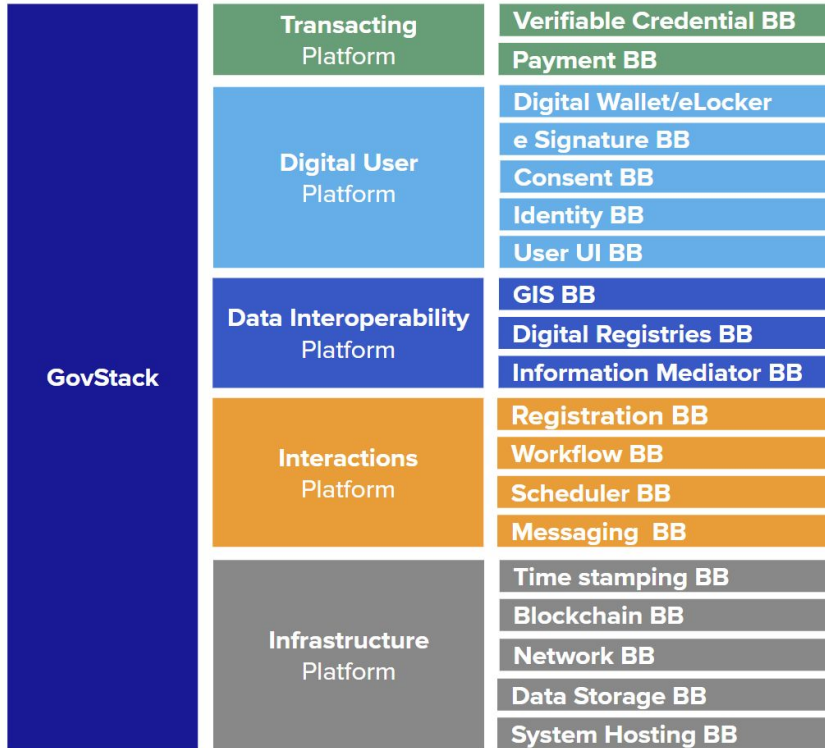 GovStack
Transacting
Platform
Verifiable Credential BB
Payment BB
Digital User
Platform
Digital Wallet/eLocker
e Signature BB
Consent BB
Identity BB
User UI BB
Data Interoperability
Platform
GIS BB
Digital Registries BB
Information Mediator BB
Interactions
Platform
Registration BB
Workflow BB
Scheduler BB
Messaging  BB
Infrastructure
Platform
Time stamping BB
Blockchain BB
Network BB
Data Storage BB
System Hosting BB